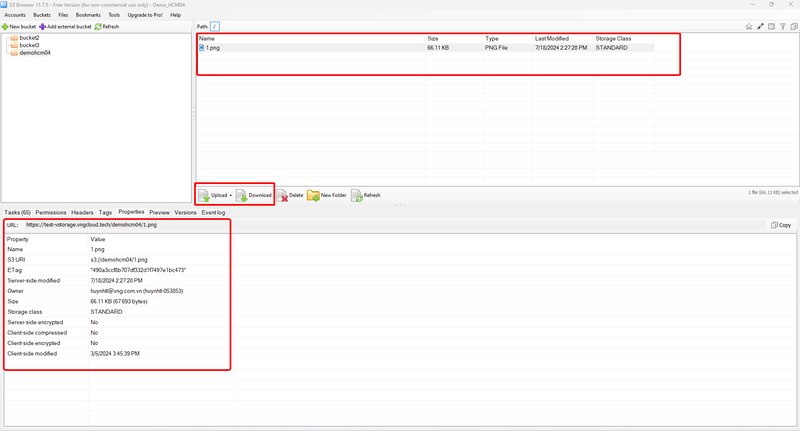 S3 Browser 11.7.5 - Free Version (for non-commercial use only) - Demo_HCM04
Accounts Buckets Files Bookmarks Tools Upgrade to Pro! Help
New bucket Add external bucket Refresh
Path: /
bucket2
bucket3
demohcm04
Name Size Type Last Modified Storage Class
1.png 66.11 KB PNG File 7/18/2024 2:27:28 PM STANDARD
Upload Download Delete New Folder Refresh
1 file (66.11 KB) selected
Tasks (65) Permissions Headers Tags Properties Preview Versions Event log
URL: https://test-vstorage.vngcloud.tech/demohcm04/1.png
Copy
Property Value
Name 1.png
S3 URI s3://demohcm04/1.png
ETag "490a3ccf8b707df332d1f7497e1bc473"
Server-side modified 7/18/2024 2:27:28 PM
Owner huynhtl@vng.com.vn (huynhtl-053853)
Size 66.11 KB (67693 bytes)
Storage class STANDARD
Server-side encrypted No
Client-side compressed No
Client-side encrypted No
Client-side modified 3/5/2024 3:45:39 PM